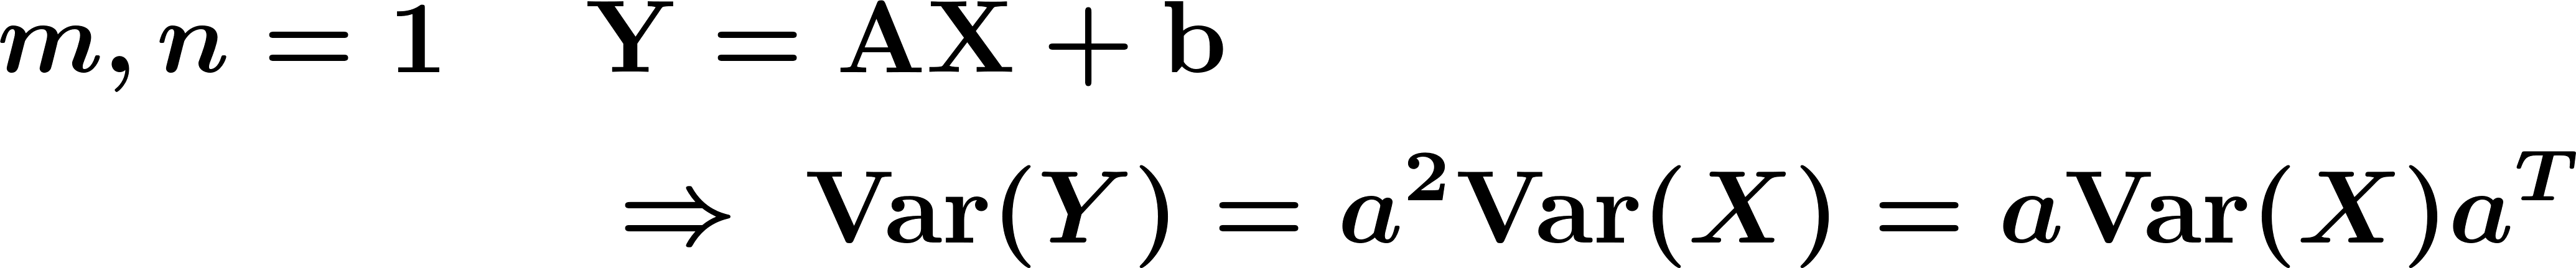 m, n = 1 Y = AX + b
⇒ Var(Y) = a²Var(X) = aVar(X)aᵀ